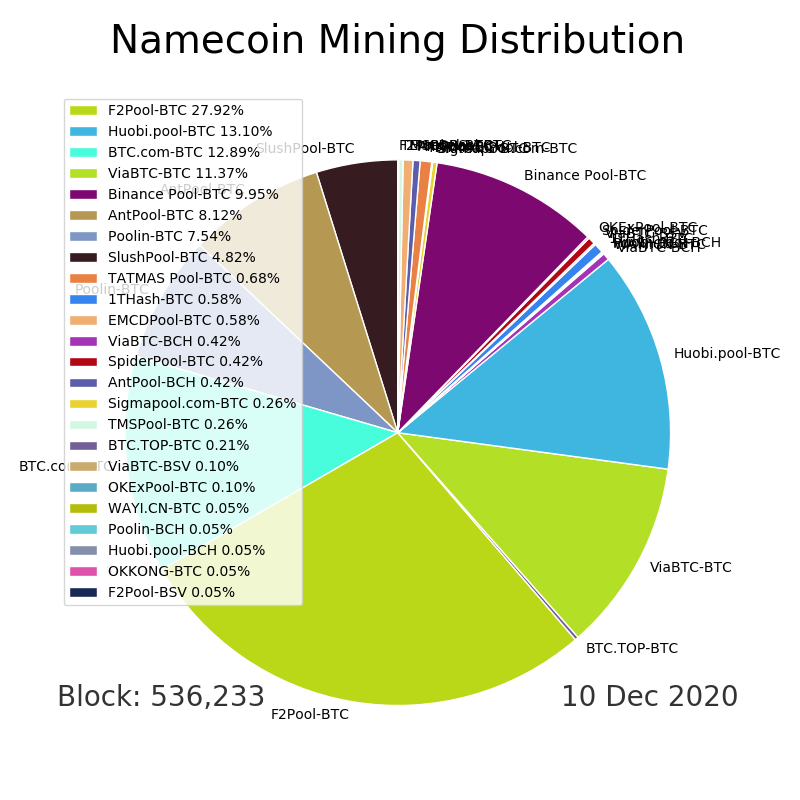 Namecoin Mining Distribution
F2Pool-BTC 27.92%
Huobi.pool-BTC 13.10%
BTC.com-BTC 12.89%
ViaBTC-BTC 11.37%
Binance Pool-BTC 9.95%
AntPool-BTC 8.12%
Poolin-BTC 7.54%
SlushPool-BTC 4.82%
TATMAS Pool-BTC 0.68%
1THash-BTC 0.58%
EMCDPool-BTC 0.58%
ViaBTC-BCH 0.42%
SpiderPool-BTC 0.42%
AntPool-BCH 0.42%
Sigmapool.com-BTC 0.26%
TMSPool-BTC 0.26%
BTC.TOP-BTC 0.21%
ViaBTC-BSV 0.10%
OKExPool-BTC 0.10%
WAYI.CN-BTC 0.05%
Poolin-BCH 0.05%
Huobi.pool-BCH 0.05%
OKKONG-BTC 0.05%
F2Pool-BSV 0.05%
SlushPool-BTC
AntPool-BTC
Poolin-BTC
Binance Pool-BTC
OKExPool-BTC
ViaBTC-BCH
Huobi.pool-BTC
ViaBTC-BTC
BTC.TOP-BTC
F2Pool-BTC
Block: 536,233
10 Dec 2020